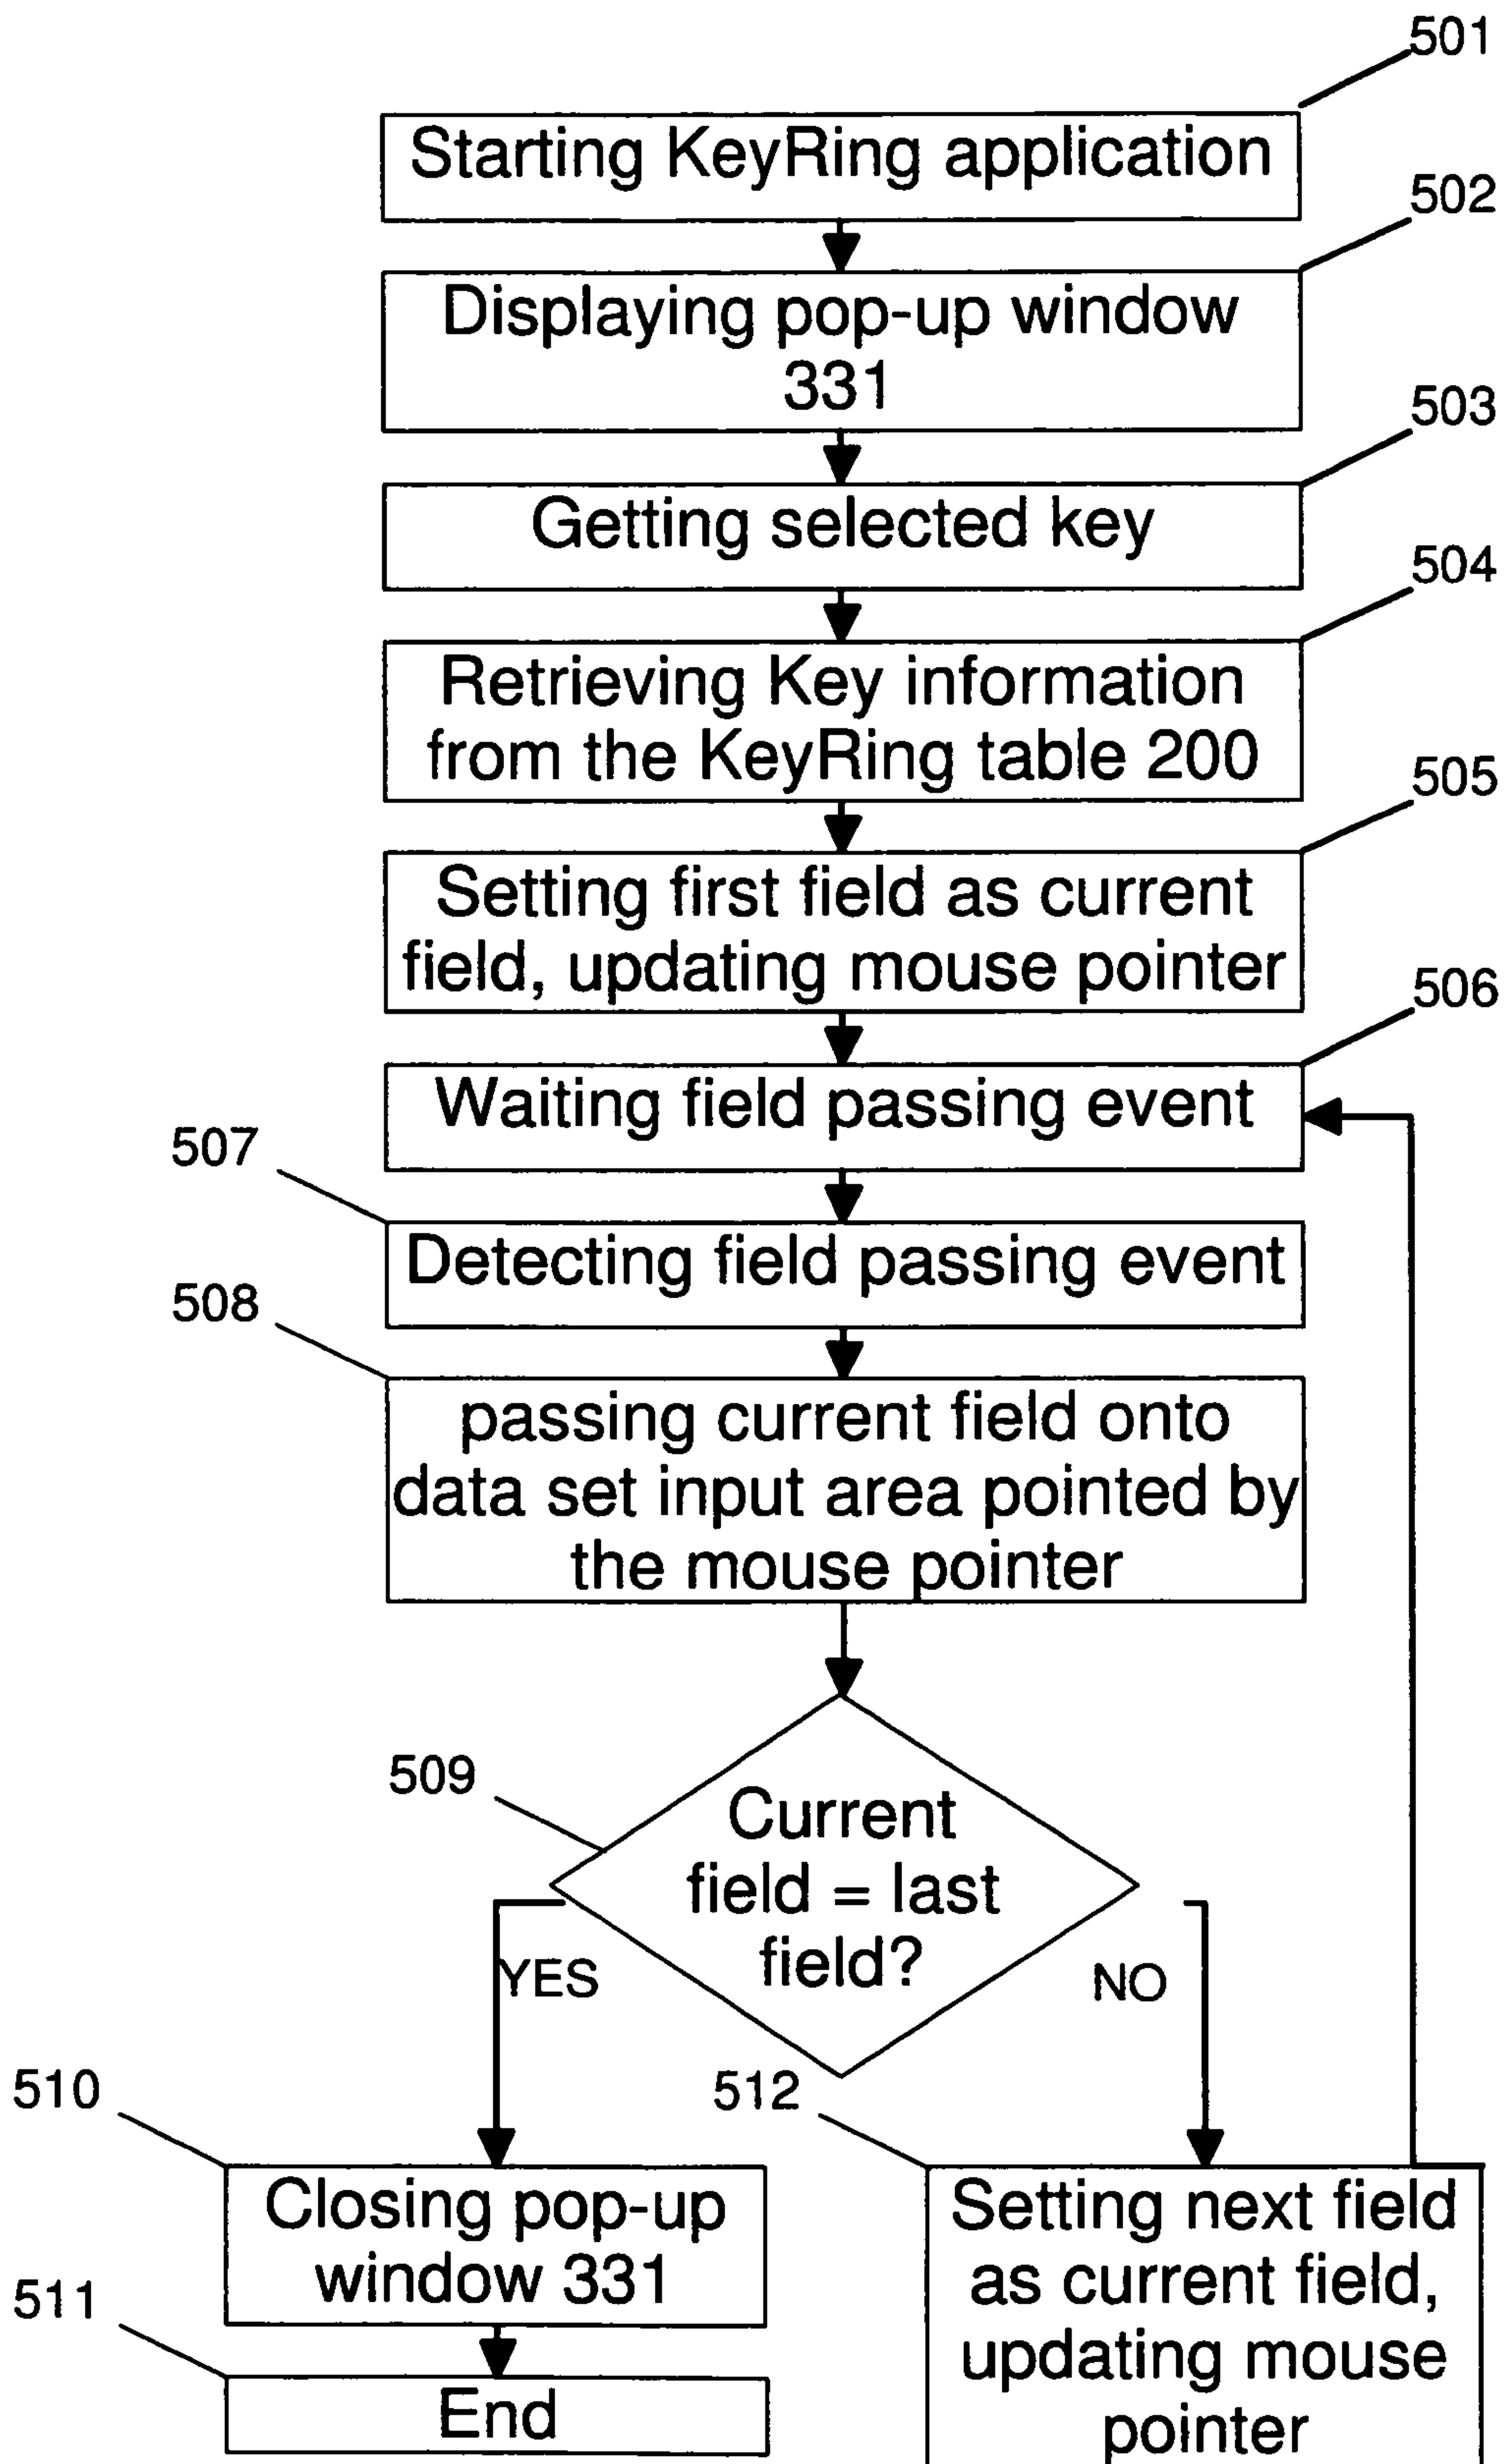 501
Starting KeyRing application
502
Displaying pop-up window
331
503
Getting selected key
504
Retrieving Key information
from the KeyRing table 200
505
Setting first field as current
field, updating mouse pointer
506
Waiting field passing event
507
Detecting field passing event
508
passing current field onto
data set input area pointed by
the mouse pointer
509
Current
field = last
field?
YES
NO
510
Closing pop-up
window 331
511
End
512
Setting next field
as current field,
updating mouse
pointer